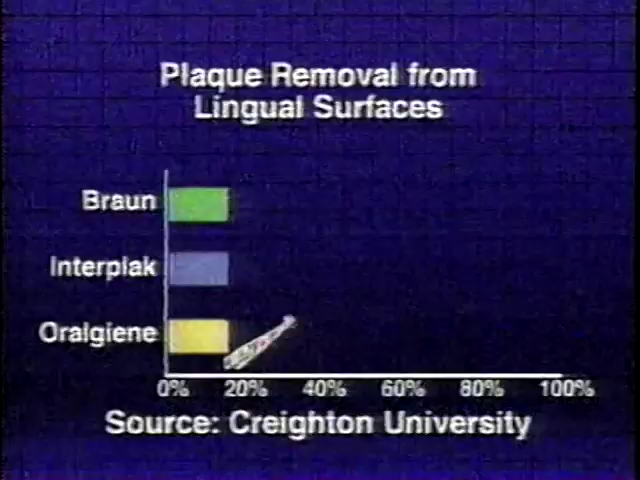 Plaque Removal from
Lingual Surfaces
Braun
Interplak
Oralgiene
0% 20% 40% 60% 80% 100%
Source: Creighton University